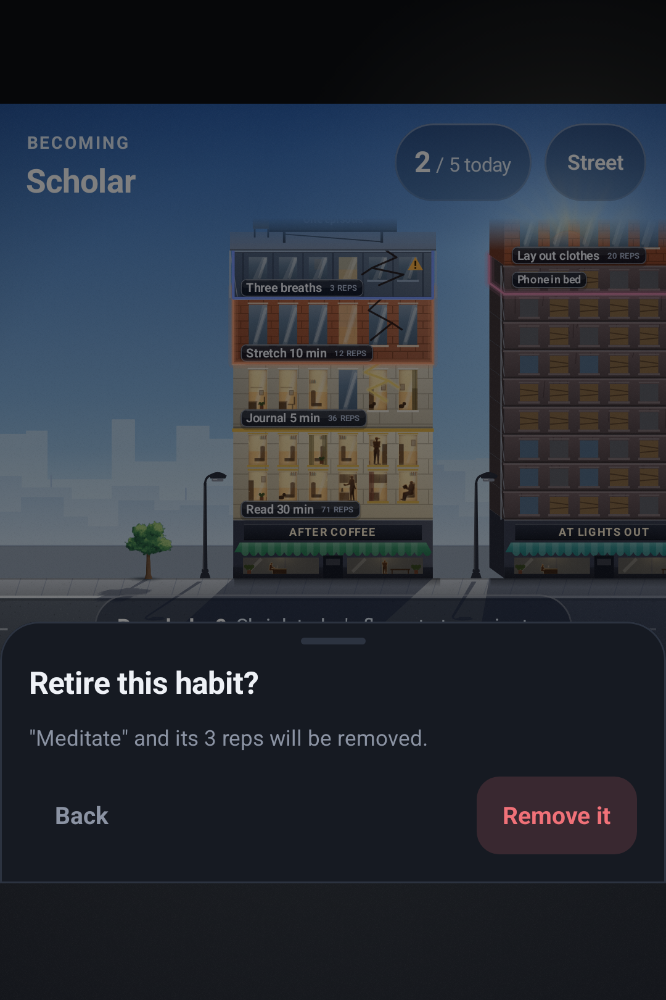 BECOMING
Scholar
2 / 5 today
Street
Lay out clothes 20 REPS
Phone in bed
Three breaths 3 REPS
Stretch 10 min 12 REPS
Journal 5 min 36 REPS
Read 30 min 71 REPS
AFTER COFFEE
AT LIGHTS OUT
Retire this habit?
"Meditate" and its 3 reps will be removed.
Back
Remove it